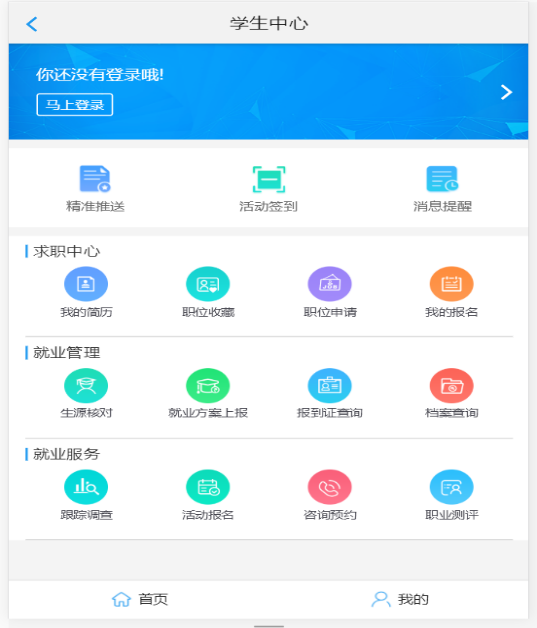 学生中心
你还没有登录哦!
马上登录
精准推送 活动签到 消息提醒
求职中心
我的简历 职位收藏 职位申请 我的报名
就业管理
生源核对 就业方案上报 报到证查询 档案查询
就业服务
跟踪调查 活动报名 咨询预约 职业测评
首页 我的